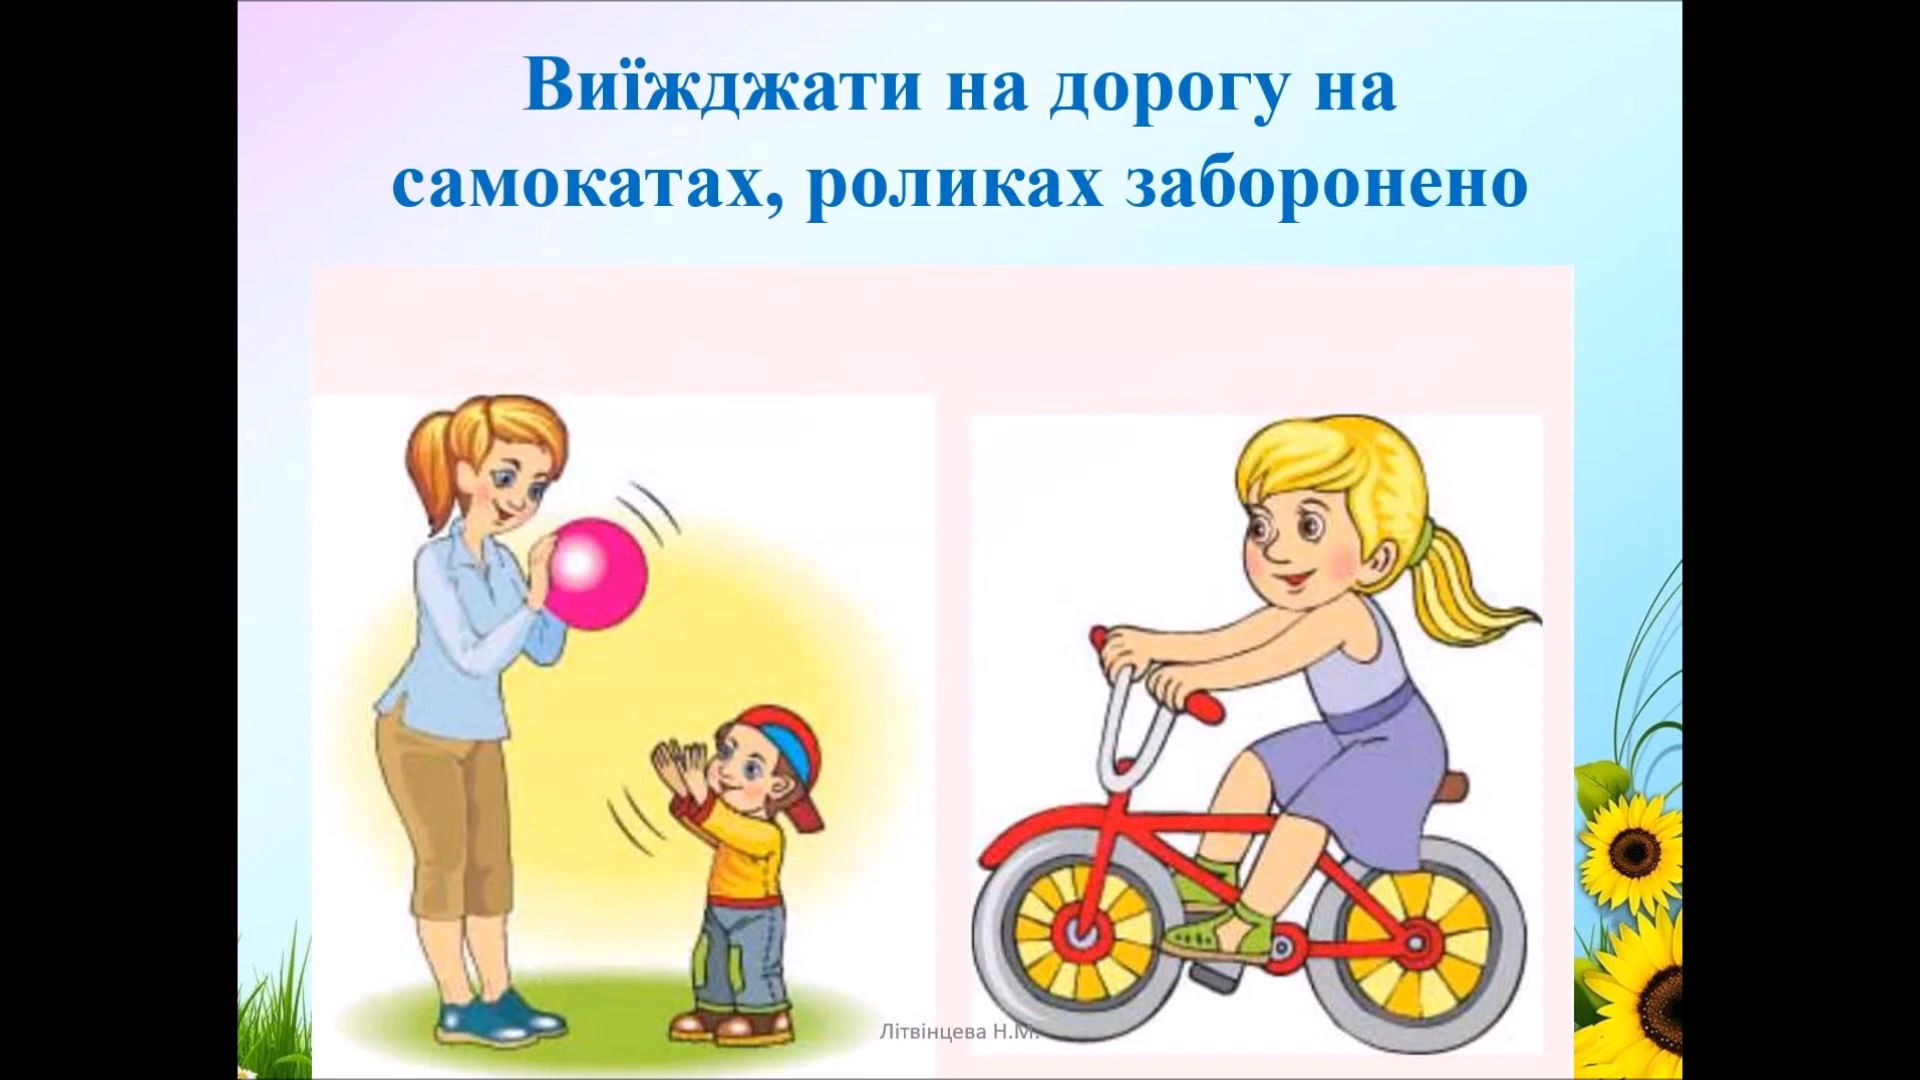 Виїжджати на дорогу на
самокатах, роликах заборонено
Літвінцева Н.М.